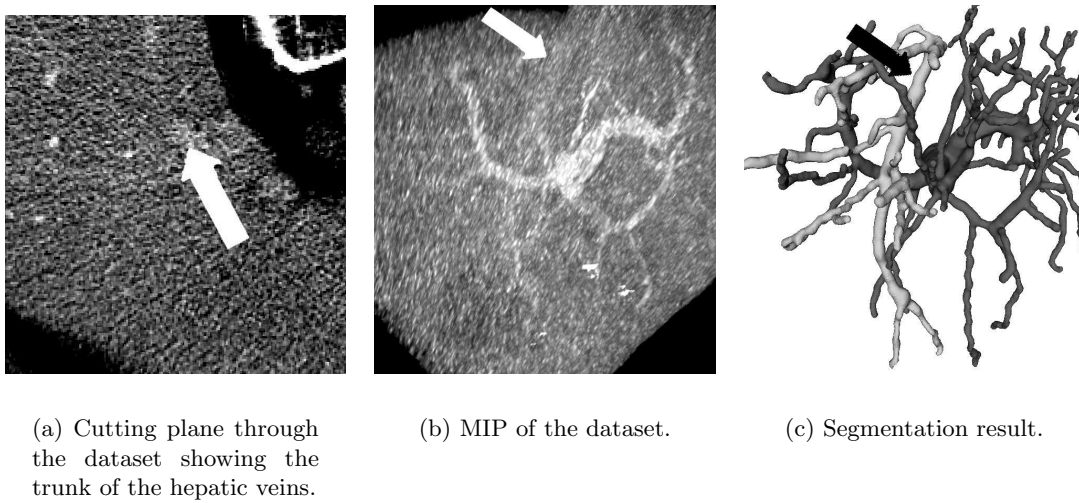 (a) Cutting plane through
the dataset showing the
trunk of the hepatic veins.
(b) MIP of the dataset.
(c) Segmentation result.